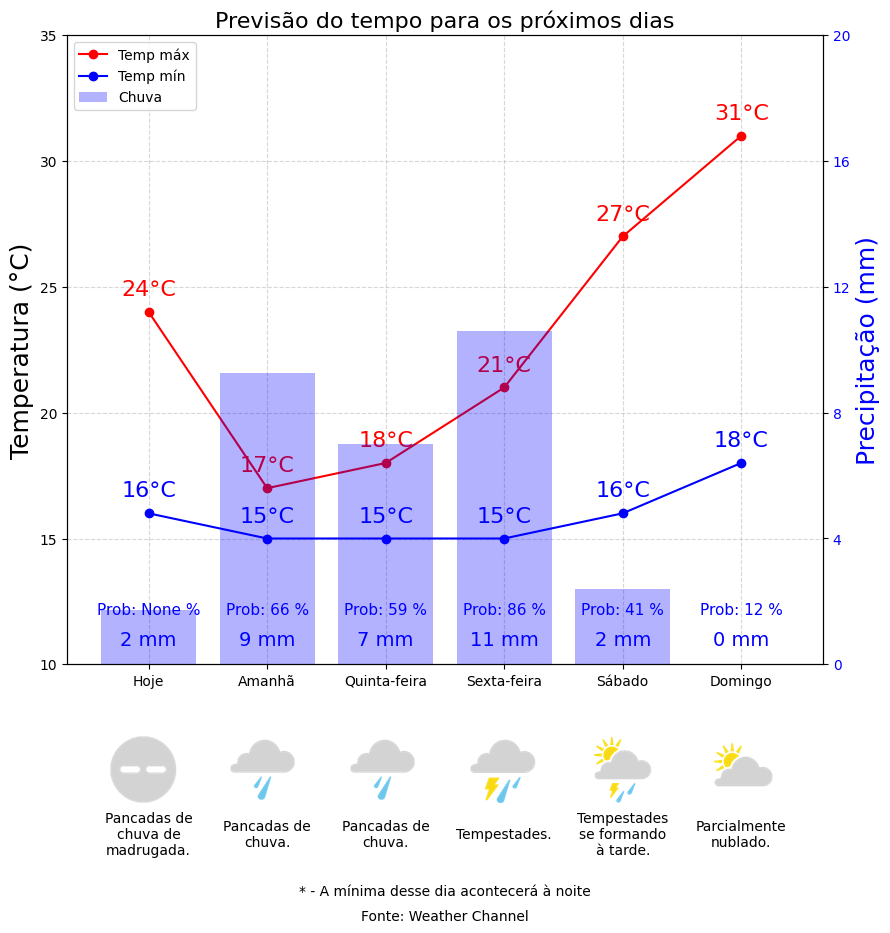 Previsão do tempo para os próximos dias
Temp máx
Temp mín
Chuva
Temperatura (°C)
Precipitação (mm)
35
30
25
20
15
10
20
16
12
8
4
0
24°C
17°C
18°C
21°C
27°C
31°C
16°C
15°C
15°C
15°C
16°C
18°C
Prob: None %
Prob: 66 %
Prob: 59 %
Prob: 86 %
Prob: 41 %
Prob: 12 %
2 mm
9 mm
7 mm
11 mm
2 mm
0 mm
Hoje
Amanhã
Quinta-feira
Sexta-feira
Sábado
Domingo
Pancadas de
chuva de
madrugada.
Pancadas de
chuva.
Pancadas de
chuva.
Tempestades.
Tempestades
se formando
à tarde.
Parcialmente
nublado.
* - A mínima desse dia acontecerá à noite
Fonte: Weather Channel